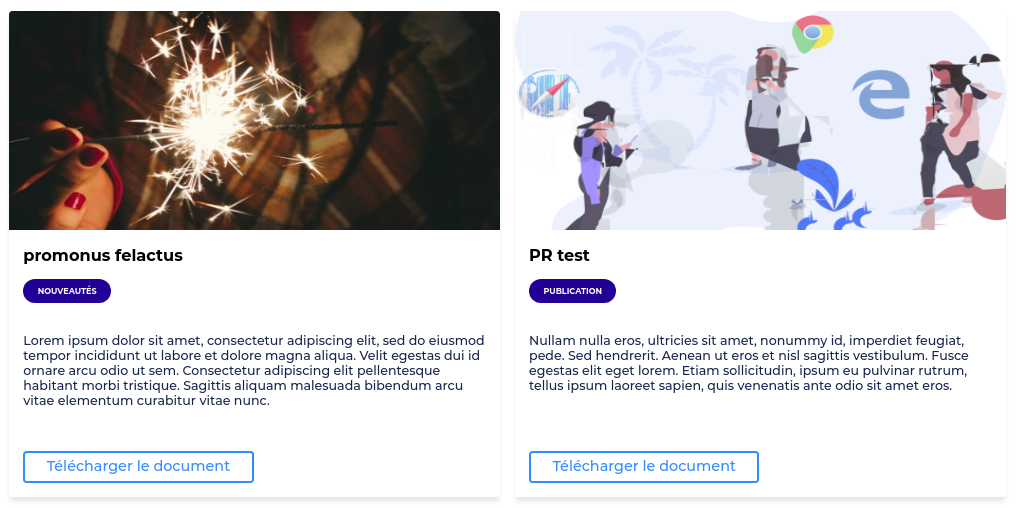 promonus felactus
NOUVEAUTÉS
Lorem ipsum dolor sit amet, consectetur adipiscing elit, sed do eiusmod
tempor incididunt ut labore et dolore magna aliqua. Velit egestas dui id
ornare arcu odio ut sem. Consectetur adipiscing elit pellentesque
habitant morbi tristique. Sagittis aliquam malesuada bibendum arcu
vitae elementum curabitur vitae nunc.
Télécharger le document
PR test
PUBLICATION
Nullam nulla eros, ultricies sit amet, nonummy id, imperdiet feugiat,
pede. Sed hendrerit. Aenean ut eros et nisl sagittis vestibulum. Fusce
egestas elit eget lorem. Etiam sollicitudin, ipsum eu pulvinar rutrum,
tellus ipsum laoreet sapien, quis venenatis ante odio sit amet eros.
Télécharger le document